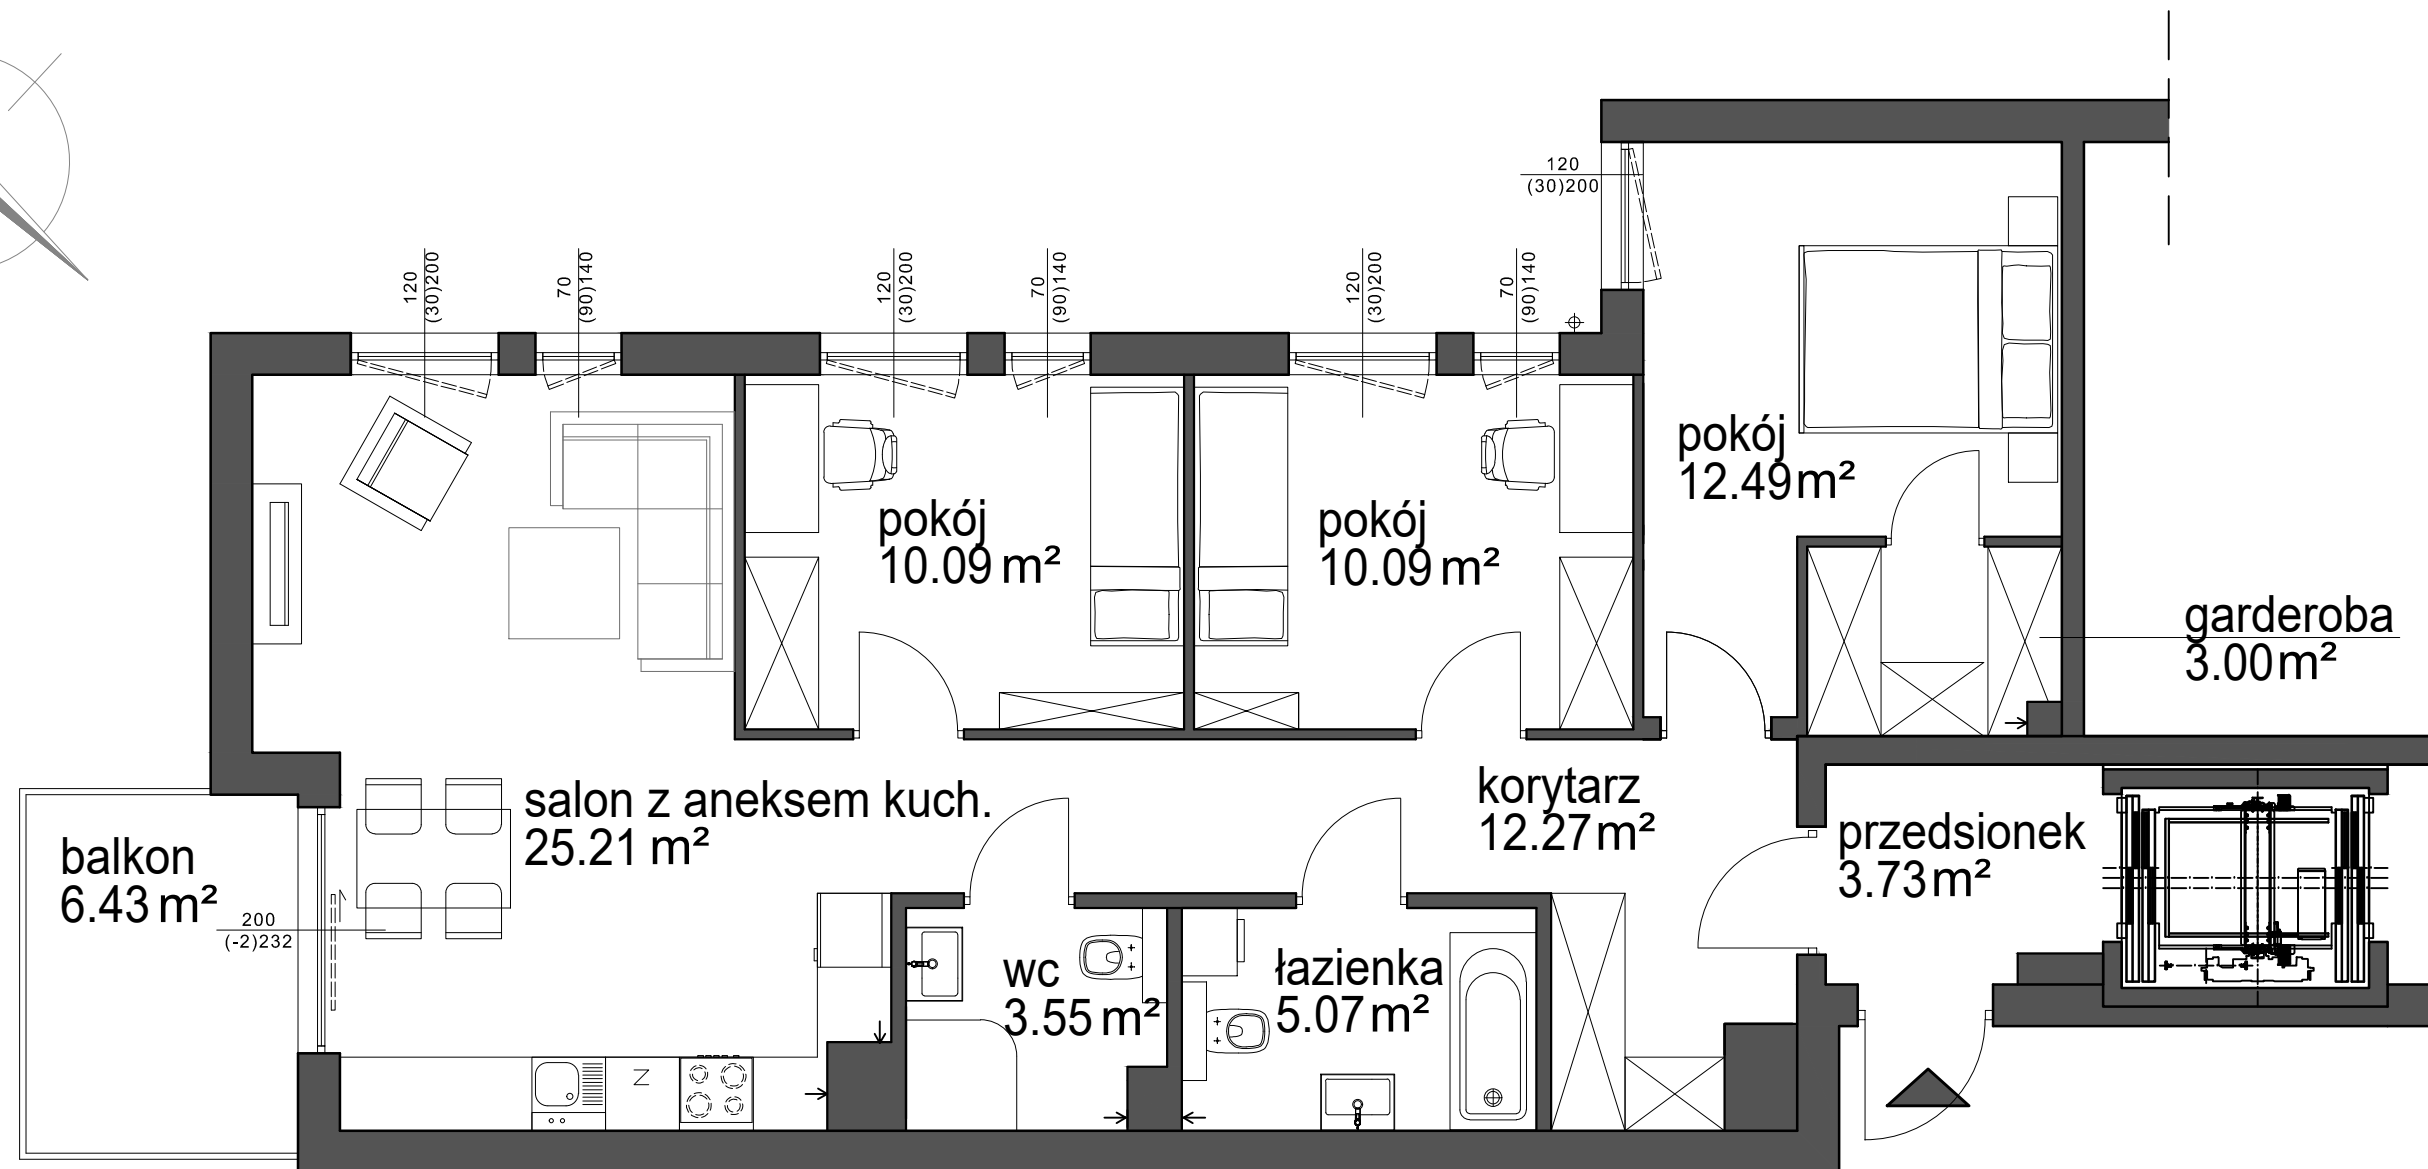 120
(30)200
120
(30)200
70
(90)140
120
(30)200
70
(90)140
120
(30)200
70
(90)140
pokój
12.49 m²
pokój
10.09 m²
pokój
10.09 m²
garderoba
3.00 m²
salon z aneksem kuch.
25.21 m²
korytarz
12.27 m²
przedsionek
3.73 m²
balkon
6.43 m²
200
(-2)232
wc
3.55 m²
łazienka
5.07 m²
Z